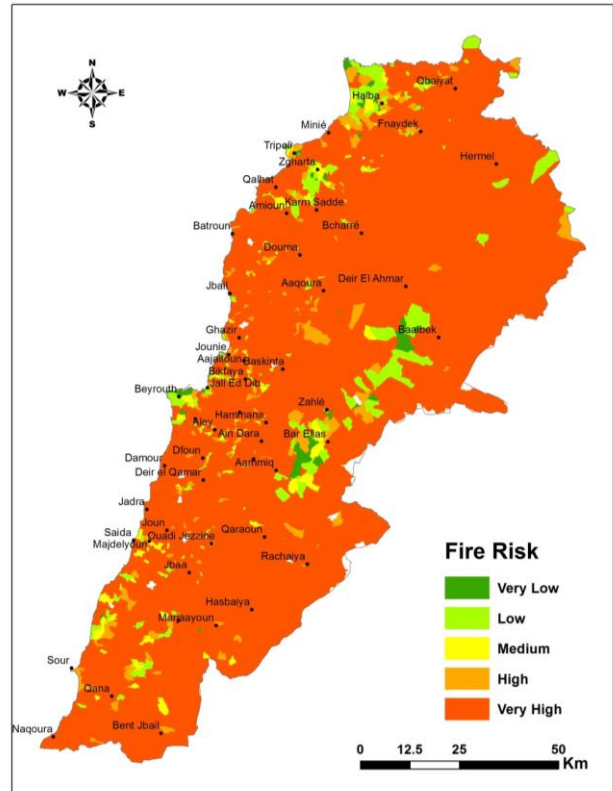 N
W E
S
Qbaiyat
Halba
Minié
Fnaydek
Tripoli
Zgharta
Hermel
Qalhat
Karm Sadde
Amioun
Batroun
Bcharré
Douma
Jbail
Aaqoura
Deir El Ahmar
Ghazir
Baalbek
Jounie
Aajaltoun
Baskinta
Bikfaya
Jall Ed Dib
Beyrouth
Zahlé
Hammana
Aley
Ain Dara
Bar Elias
Dfoun
Damour
Aammiq
Deir el Qamar
Jadra
Joun
Saida
Ouadi Jezzine
Qaraoun
Majdelyoun
Rachaiya
Jbaa
Hasbaiya
Marjaayoun
Sour
Qana
Naqoura
Bent Jbail
Fire Risk
Very Low
Low
Medium
High
Very High
0 12.5 25 50
Km